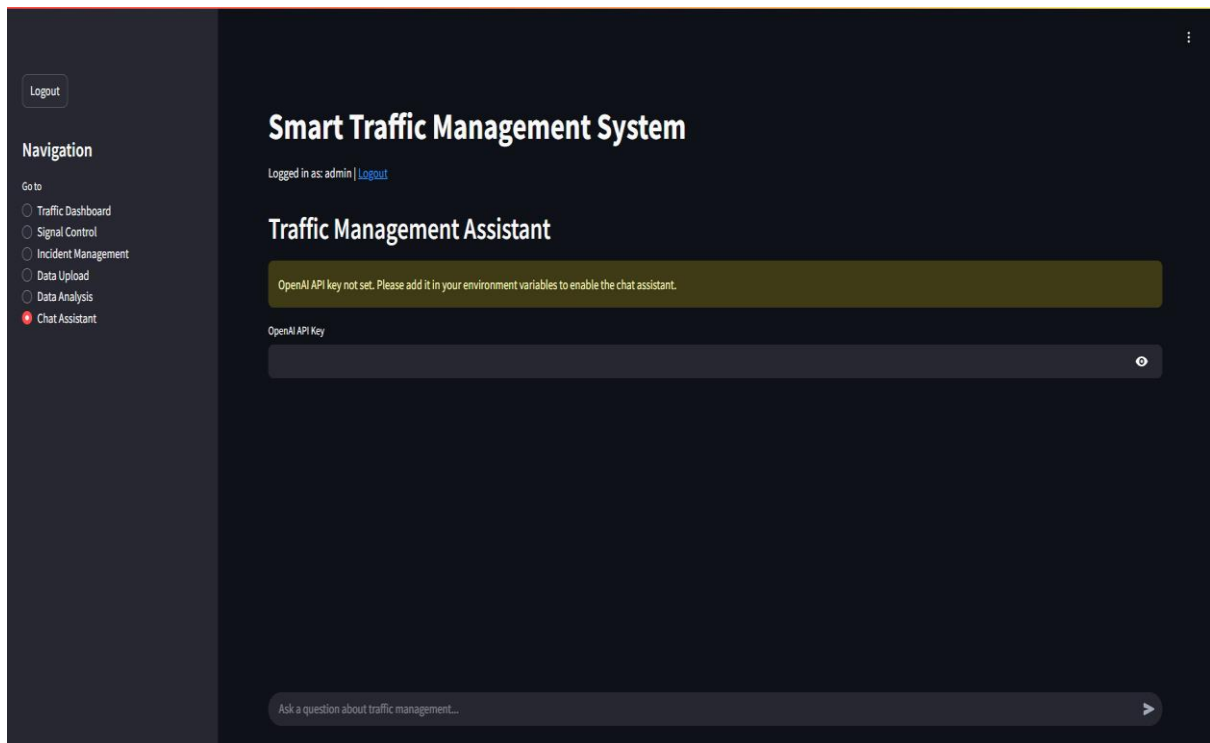 Logout
Navigation
Go to
Traffic Dashboard
Signal Control
Incident Management
Data Upload
Data Analysis
Chat Assistant
Smart Traffic Management System
Logged in as: admin | Logout
Traffic Management Assistant
OpenAI API key not set. Please add it in your environment variables to enable the chat assistant.
OpenAI API Key
Ask a question about traffic management...